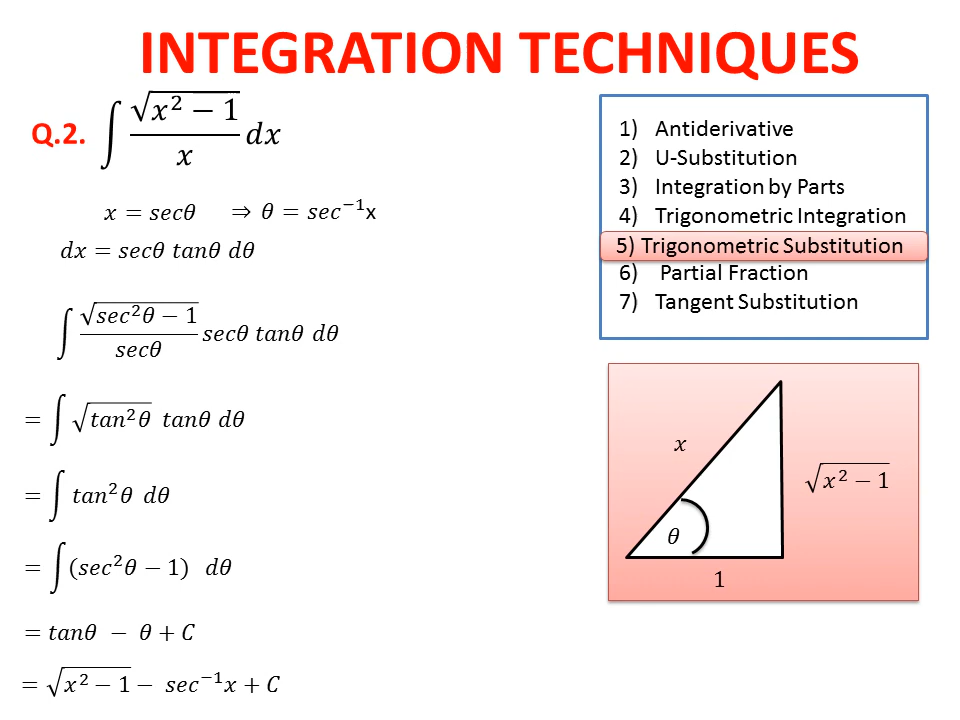 INTEGRATION TECHNIQUES
Q.2. ∫ √(x² − 1) / x dx
x = secθ ⇒ θ = sec⁻¹x
dx = secθ tanθ dθ
∫ √(sec²θ − 1) / secθ secθ tanθ dθ
= ∫ √(tan²θ) tanθ dθ
= ∫ tan²θ dθ
= ∫ (sec²θ − 1) dθ
= tanθ − θ + C
= √(x² − 1) − sec⁻¹x + C
1) Antiderivative
2) U-Substitution
3) Integration by Parts
4) Trigonometric Integration
5) Trigonometric Substitution
6) Partial Fraction
7) Tangent Substitution
x
√(x² − 1)
θ
1